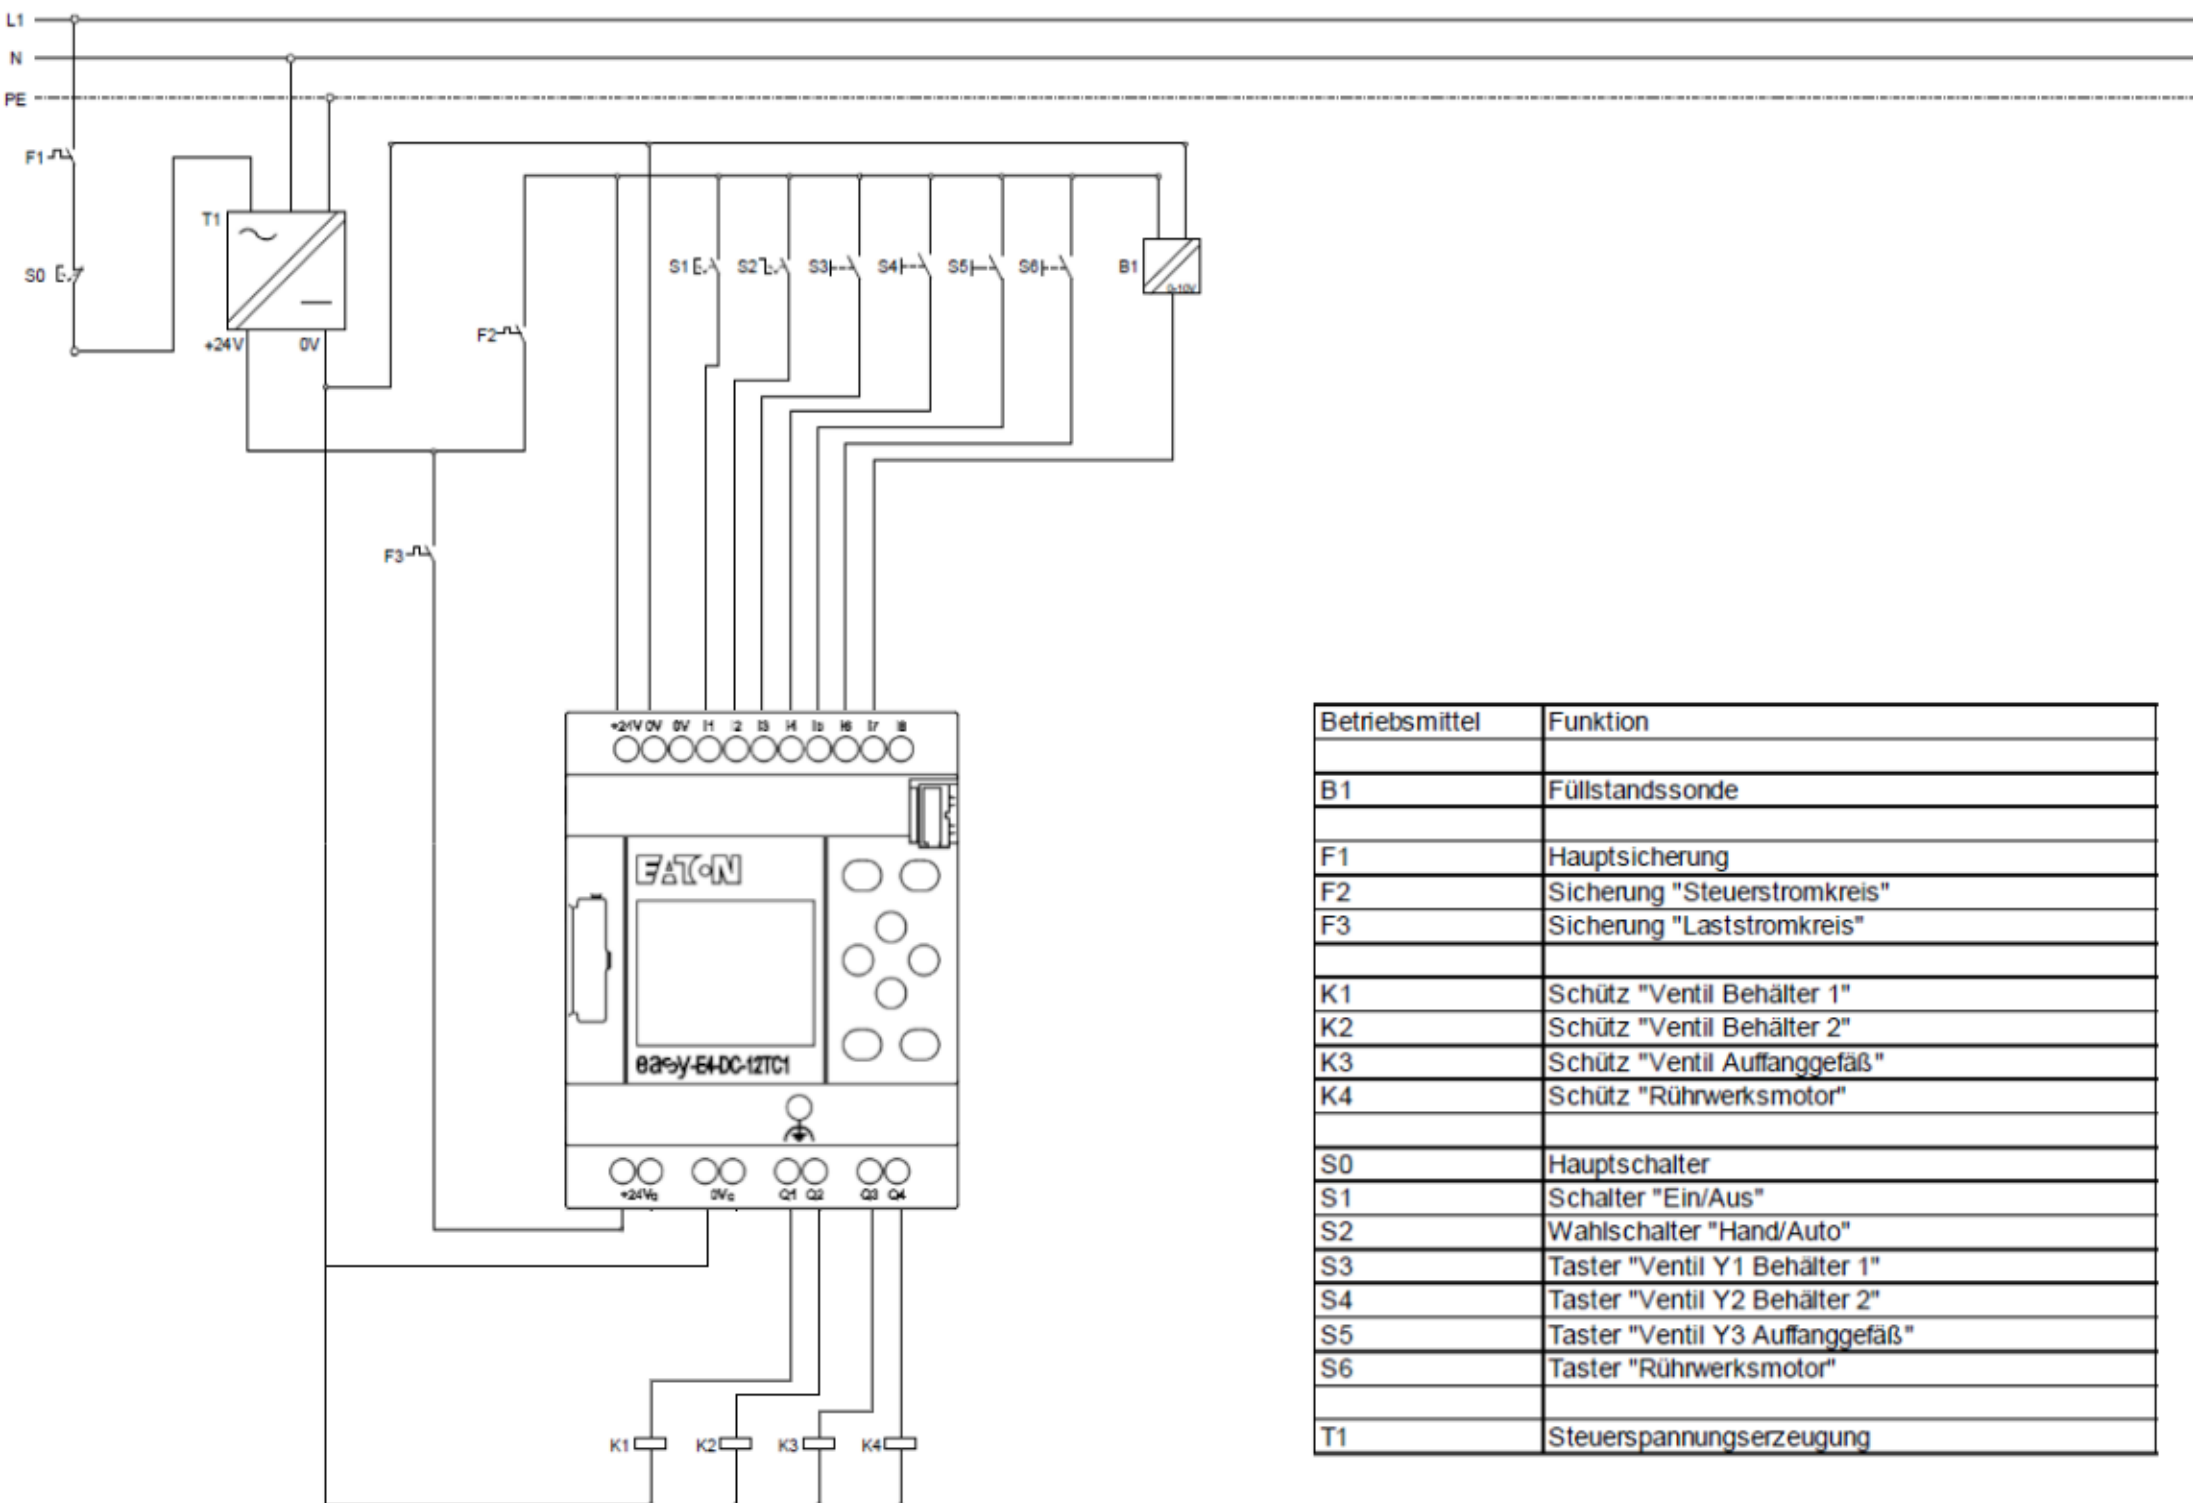 L1
N
PE
F1
T1
S0
+24V 0V
F2
S1 S2 S3 S4 S5 S6 B1
0-10V
F3
+24V 0V 0V I1 I2 I3 I4 I5 I6 I7 I8
EATON
easy-E4-DC-12TC1
+24VQ 0VQ Q1 Q2 Q3 Q4
K1 K2 K3 K4
Betriebsmittel Funktion
B1 Füllstandssonde
F1 Hauptsicherung
F2 Sicherung "Steuerstromkreis"
F3 Sicherung "Laststromkreis"
K1 Schütz "Ventil Behälter 1"
K2 Schütz "Ventil Behälter 2"
K3 Schütz "Ventil Auffanggefäß"
K4 Schütz "Rührwerksmotor"
S0 Hauptschalter
S1 Schalter "Ein/Aus"
S2 Wahlschalter "Hand/Auto"
S3 Taster "Ventil Y1 Behälter 1"
S4 Taster "Ventil Y2 Behälter 2"
S5 Taster "Ventil Y3 Auffanggefäß"
S6 Taster "Rührwerksmotor"
T1 Steuerspannungserzeugung